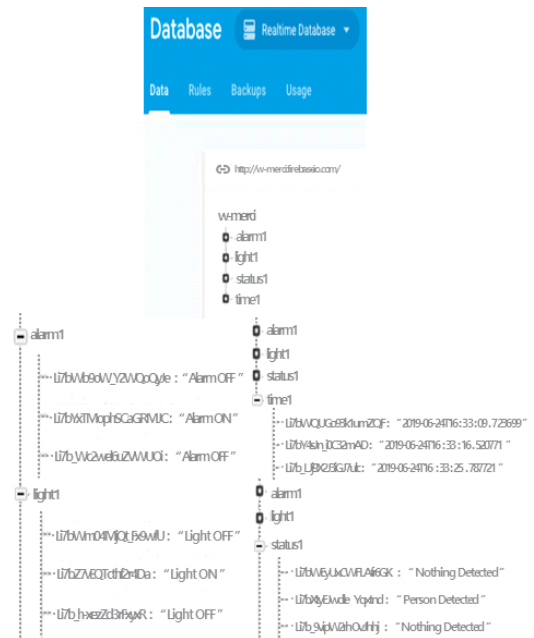 Database Realtime Database
Data Rules Backups Usage
http://w-mercifirebaseio.com/
w-merci
alarm1
light1
status1
time1
alarm1
: "Alarm OFF"
: "Alarm ON"
: "Alarm OFF"
light1
: "Light OFF"
: "Light ON"
: "Light OFF"
alarm1
light1
status1
time1
: "2019-06-24T16:33:09.723699"
: "2019-06-24T16:33:16.520771"
: "2019-06-24T16:33:25.787721"
alarm1
light1
status1
: "Nothing Detected"
: "Person Detected"
: "Nothing Detected"